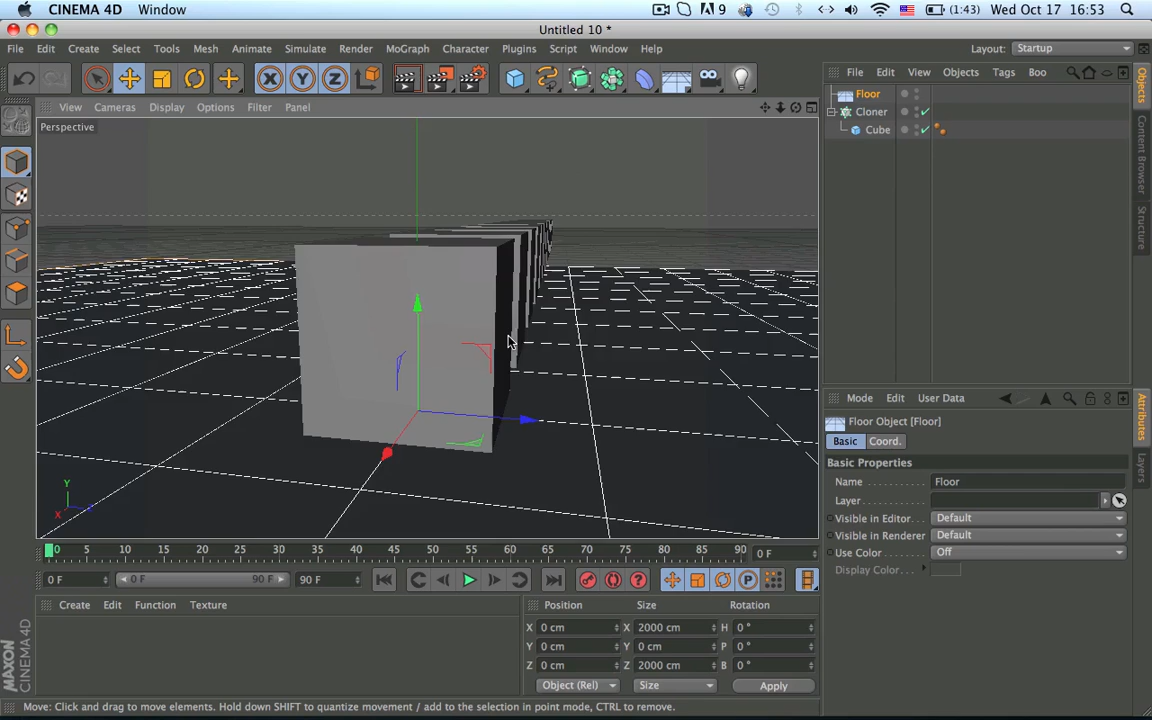 CINEMA 4D Window
9 (1:43) Wed Oct 17 16:53
Untitled 10 *
File Edit Create Select Tools Mesh Animate Simulate Render MoGraph Character Plugins Script Window Help Layout: Startup
X Y Z
File Edit View Objects Tags Boo
View Cameras Display Options Filter Panel
Perspective
Floor
Cloner
Cube
Objects
Content Browser
Structure
Y
X
Mode Edit User Data
Floor Object [Floor]
Basic Coord.
Basic Properties
Name Floor
Layer
Visible in Editor Default
Visible in Renderer Default
Use Color Off
Display Color
Attributes
Layers
0 5 10 15 20 25 30 35 40 45 50 55 60 65 70 75 80 85 90 0 F
0 F 0 F 90 F 90 F
P
Create Edit Function Texture
Position Size Rotation
X 0 cm X 2000 cm H 0 °
Y 0 cm Y 0 cm P 0 °
Z 0 cm Z 2000 cm B 0 °
Object (Rel) Size Apply
MAXON CINEMA 4D
Move: Click and drag to move elements. Hold down SHIFT to quantize movement / add to the selection in point mode, CTRL to remove.